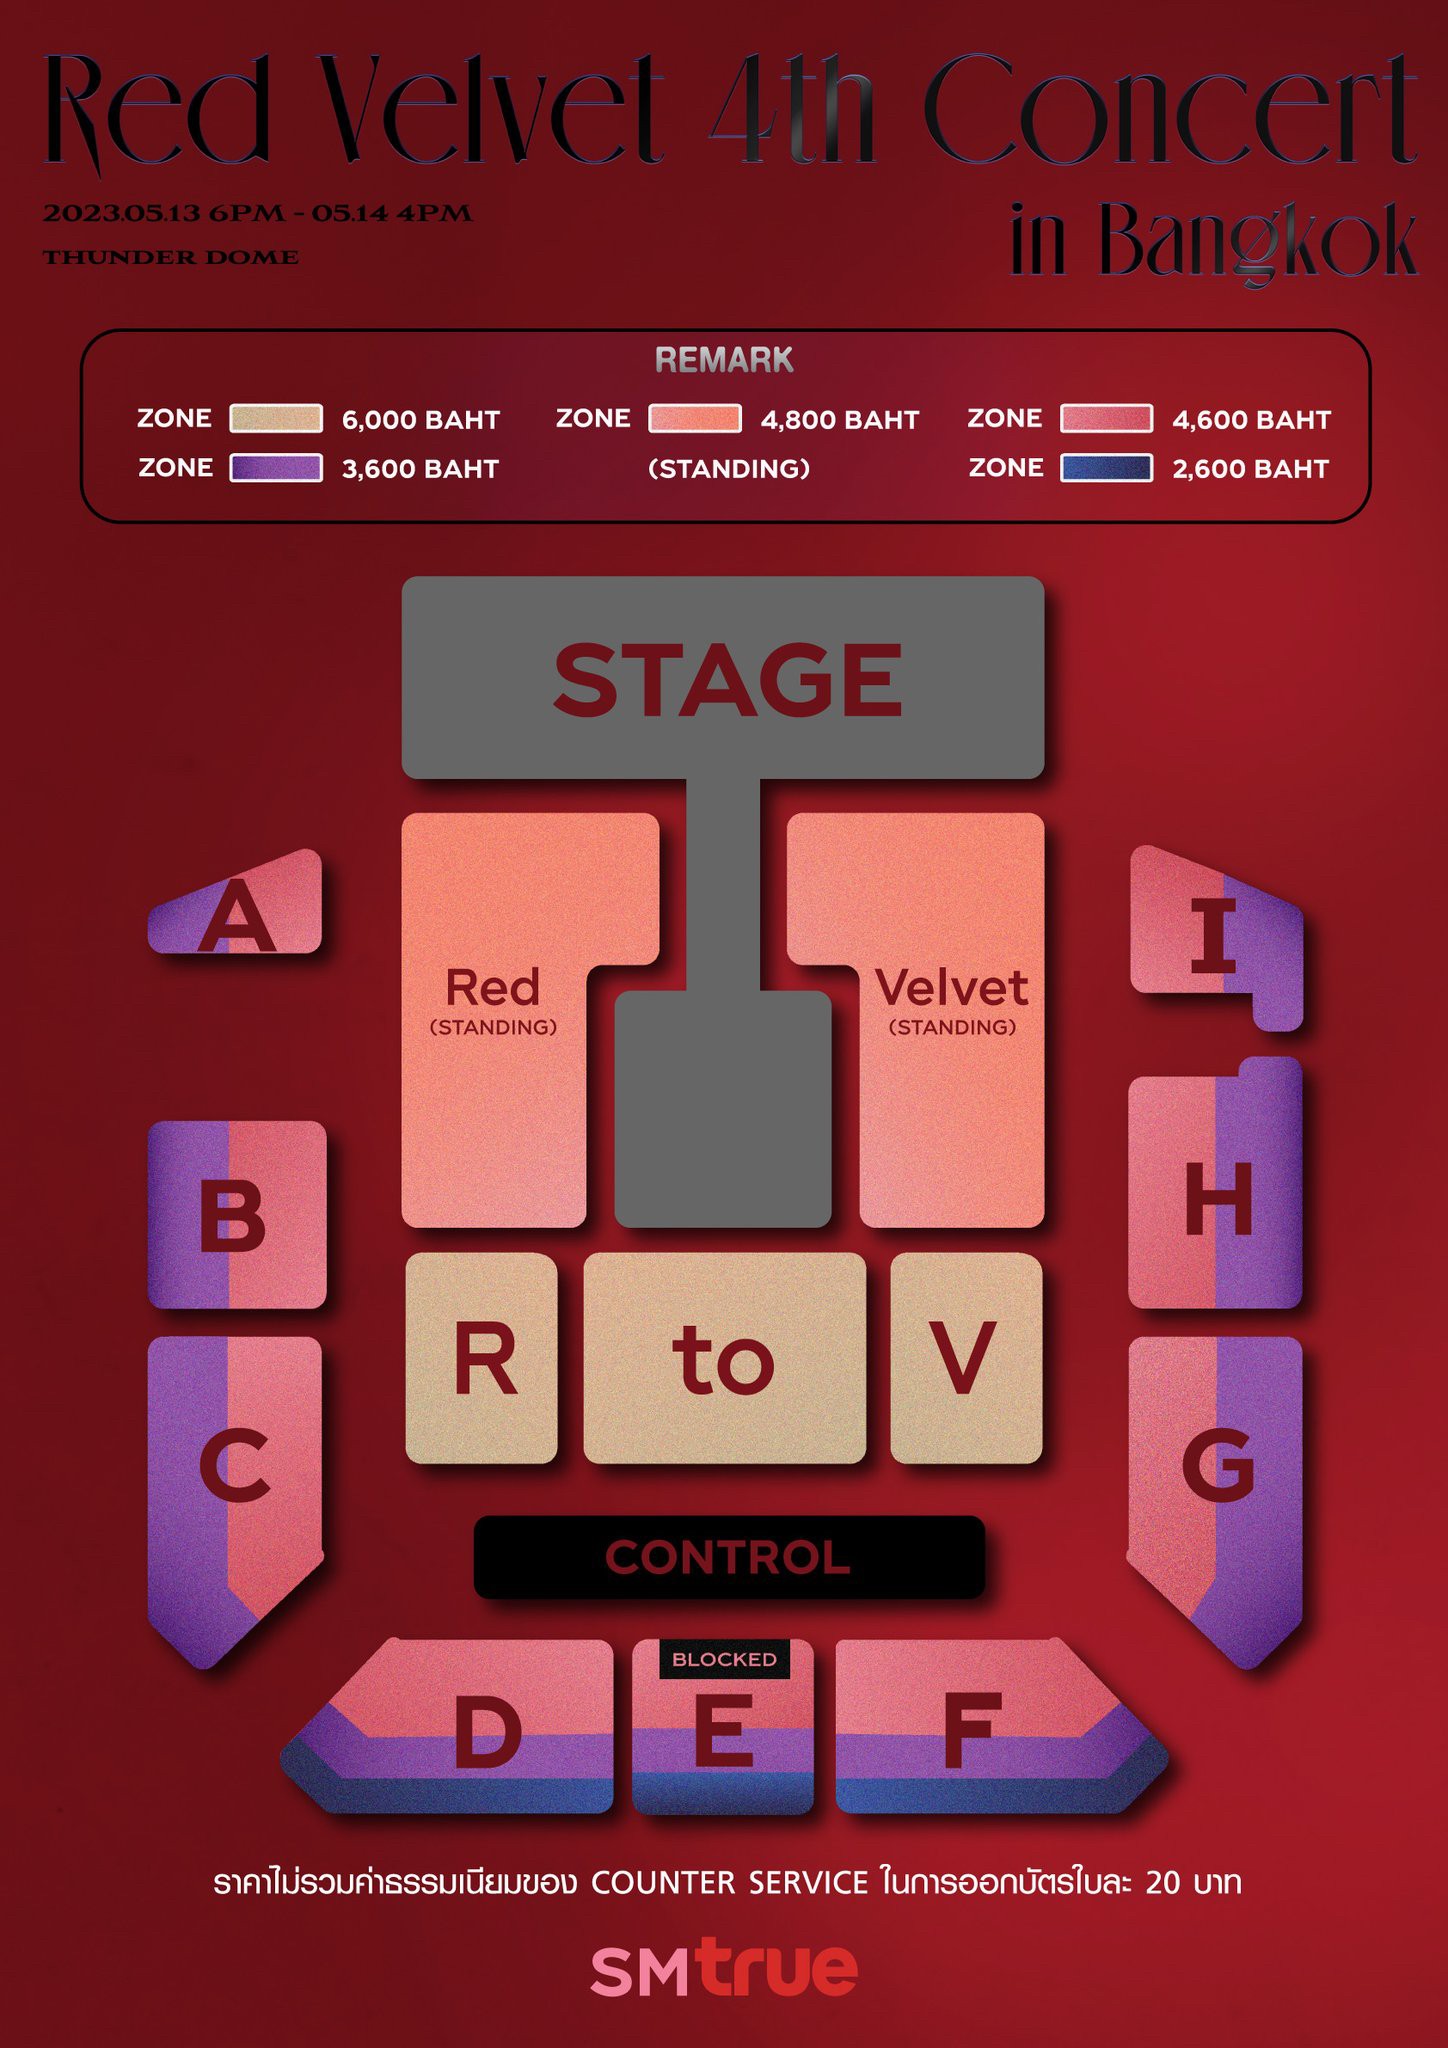 Red Velvet 4th Concert
in Bangkok
2023.05.13 6PM - 05.14 4PM
THUNDER DOME
REMARK
ZONE 6,000 BAHT
ZONE 4,800 BAHT
(STANDING)
ZONE 4,600 BAHT
ZONE 3,600 BAHT
ZONE 2,600 BAHT
STAGE
Red
(STANDING)
Velvet
(STANDING)
A
I
B
H
R
to
V
C
G
CONTROL
BLOCKED
D
E
F
ราคาไม่รวมค่าธรรมเนียมของ COUNTER SERVICE ในการออกบัตรใบละ 20 บาท
SMtrue